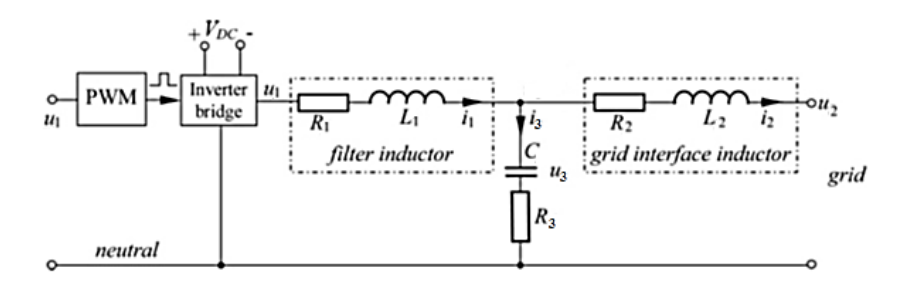 + V_DC -
PWM
Inverter
bridge
u₁
u₁
R₁
L₁
i₁
filter inductor
i₃
C
u₃
R₃
R₂
L₂
i₂
grid interface inductor
u₂
grid
neutral